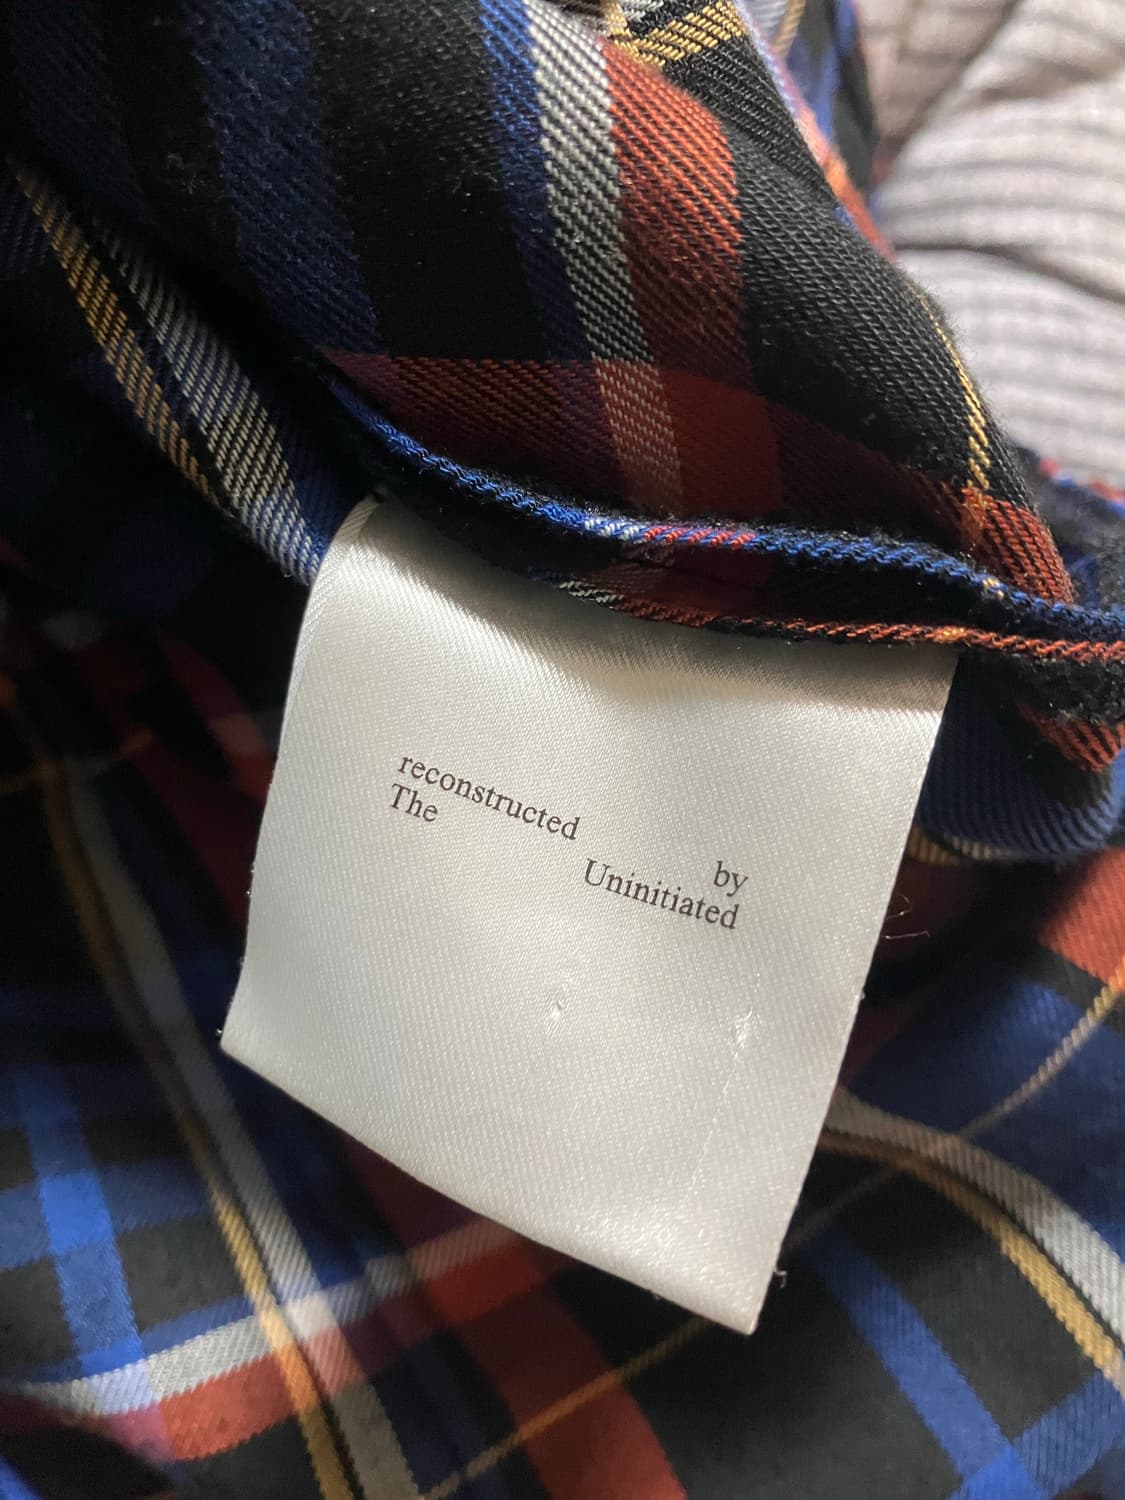 reconstructed by
The Uninitiated